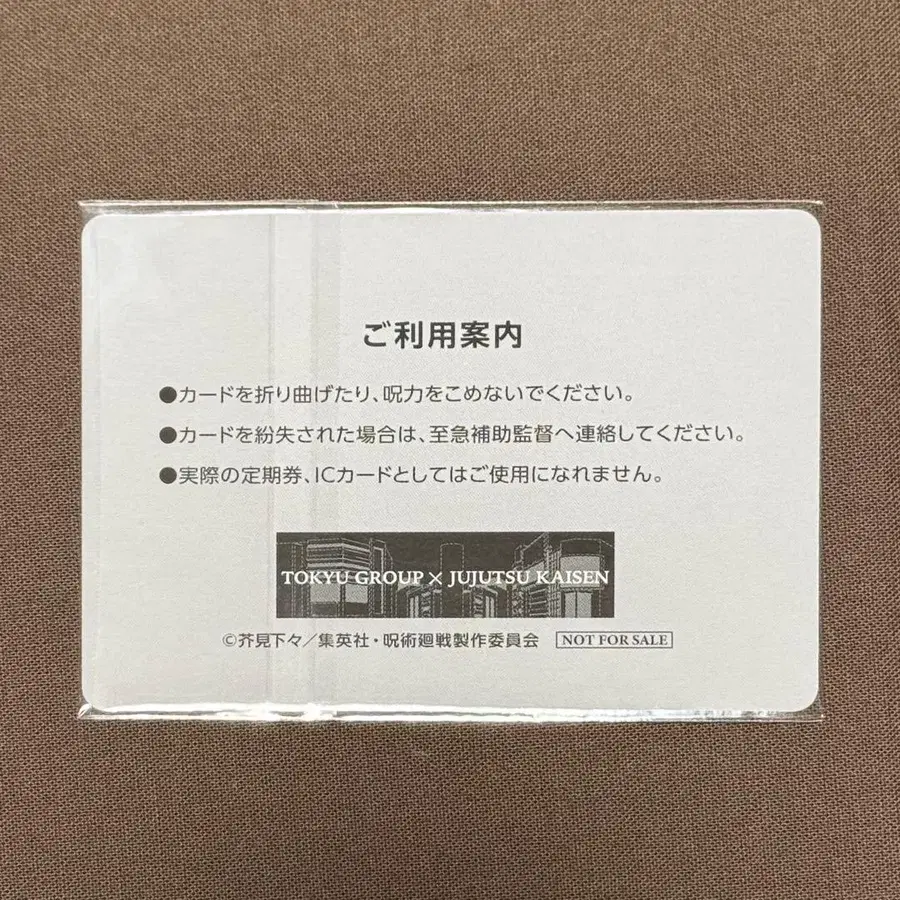 ご利用案内
●カードを折り曲げたり、呪力をこめないでください。
●カードを紛失された場合は、至急補助監督へ連絡してください。
●実際の定期券、ICカードとしてはご使用になれません。
TOKYU GROUP × JUJUTSU KAISEN
©芥見下々／集英社・呪術廻戦製作委員会 NOT FOR SALE